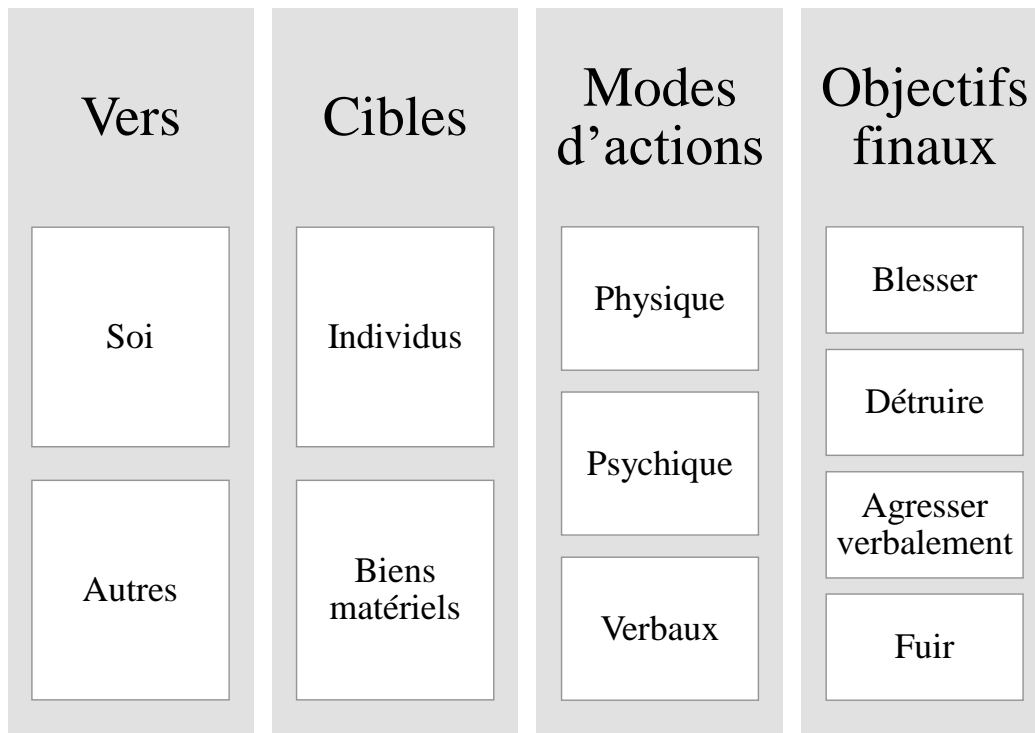 Vers
Soi
Autres
Cibles
Individus
Biens
matériels
Modes
d’actions
Physique
Psychique
Verbaux
Objectifs
finaux
Blesser
Détruire
Agresser
verbalement
Fuir